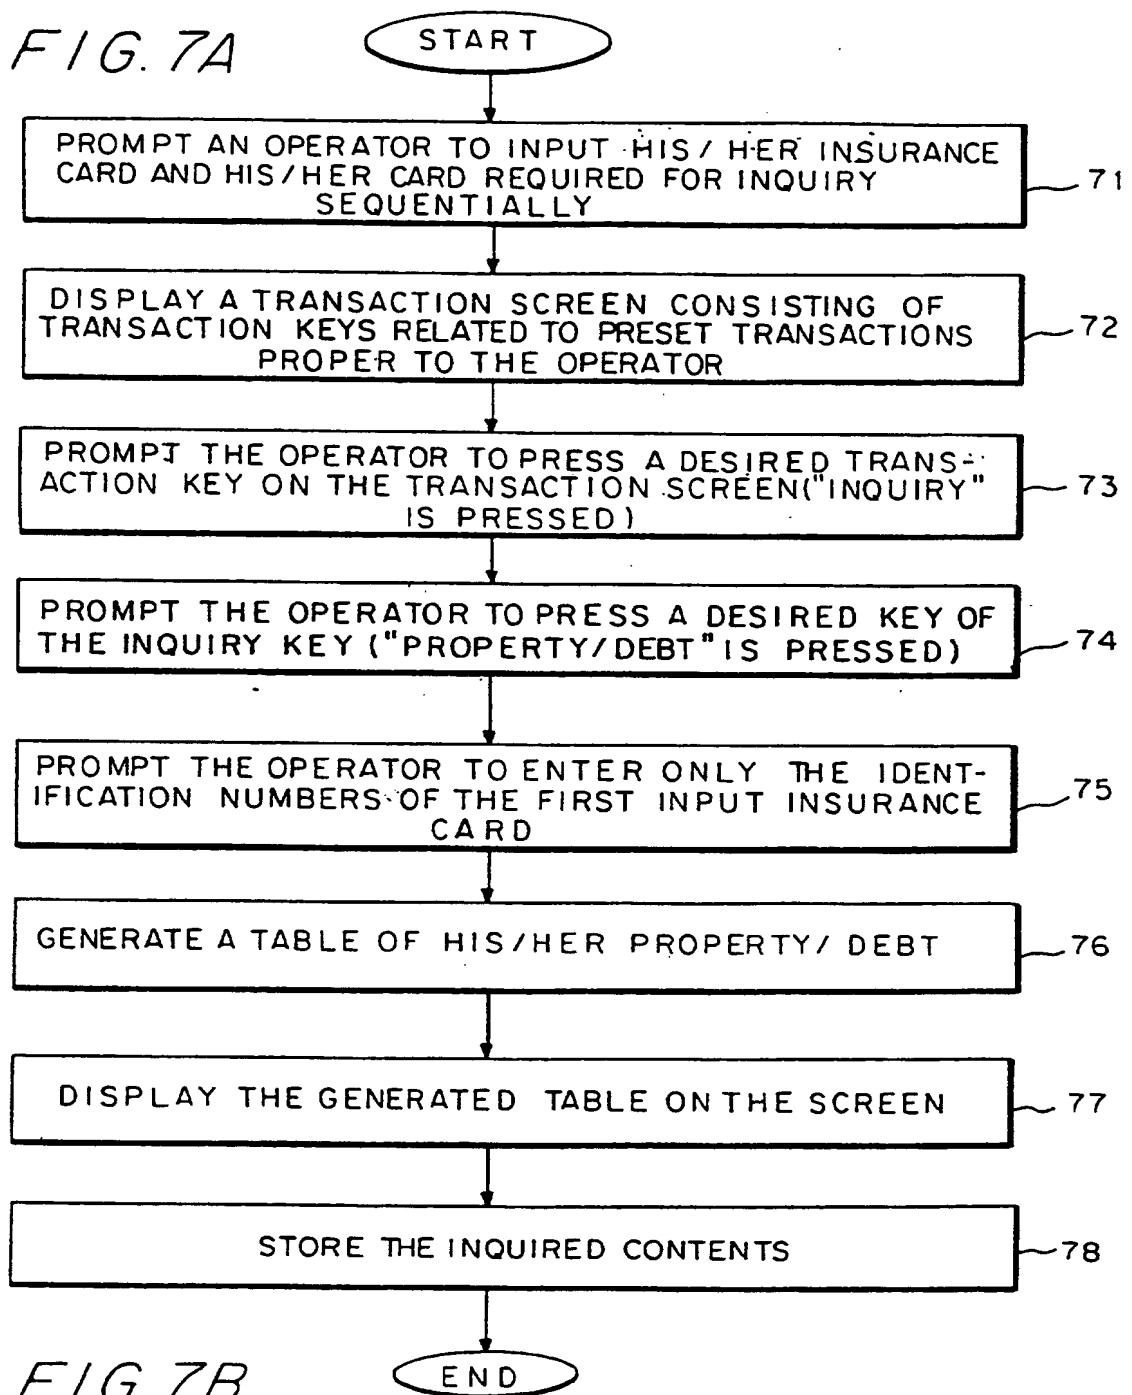 FIG. 7A
START
PROMPT AN OPERATOR TO INPUT HIS/HER INSURANCE
CARD AND HIS/HER CARD REQUIRED FOR INQUIRY
SEQUENTIALLY
71
DISPLAY A TRANSACTION SCREEN CONSISTING OF
TRANSACTION KEYS RELATED TO PRESET TRANSACTIONS
PROPER TO THE OPERATOR
72
PROMPT THE OPERATOR TO PRESS A DESIRED TRANS-
ACTION KEY ON THE TRANSACTION SCREEN("INQUIRY"
IS PRESSED)
73
PROMPT THE OPERATOR TO PRESS A DESIRED KEY OF
THE INQUIRY KEY ("PROPERTY/DEBT" IS PRESSED)
74
PROMPT THE OPERATOR TO ENTER ONLY THE IDENT-
IFICATION NUMBERS OF THE FIRST INPUT INSURANCE
CARD
75
GENERATE A TABLE OF HIS/HER PROPERTY/DEBT
76
DISPLAY THE GENERATED TABLE ON THE SCREEN
77
STORE THE INQUIRED CONTENTS
78
END
FIG. 7B